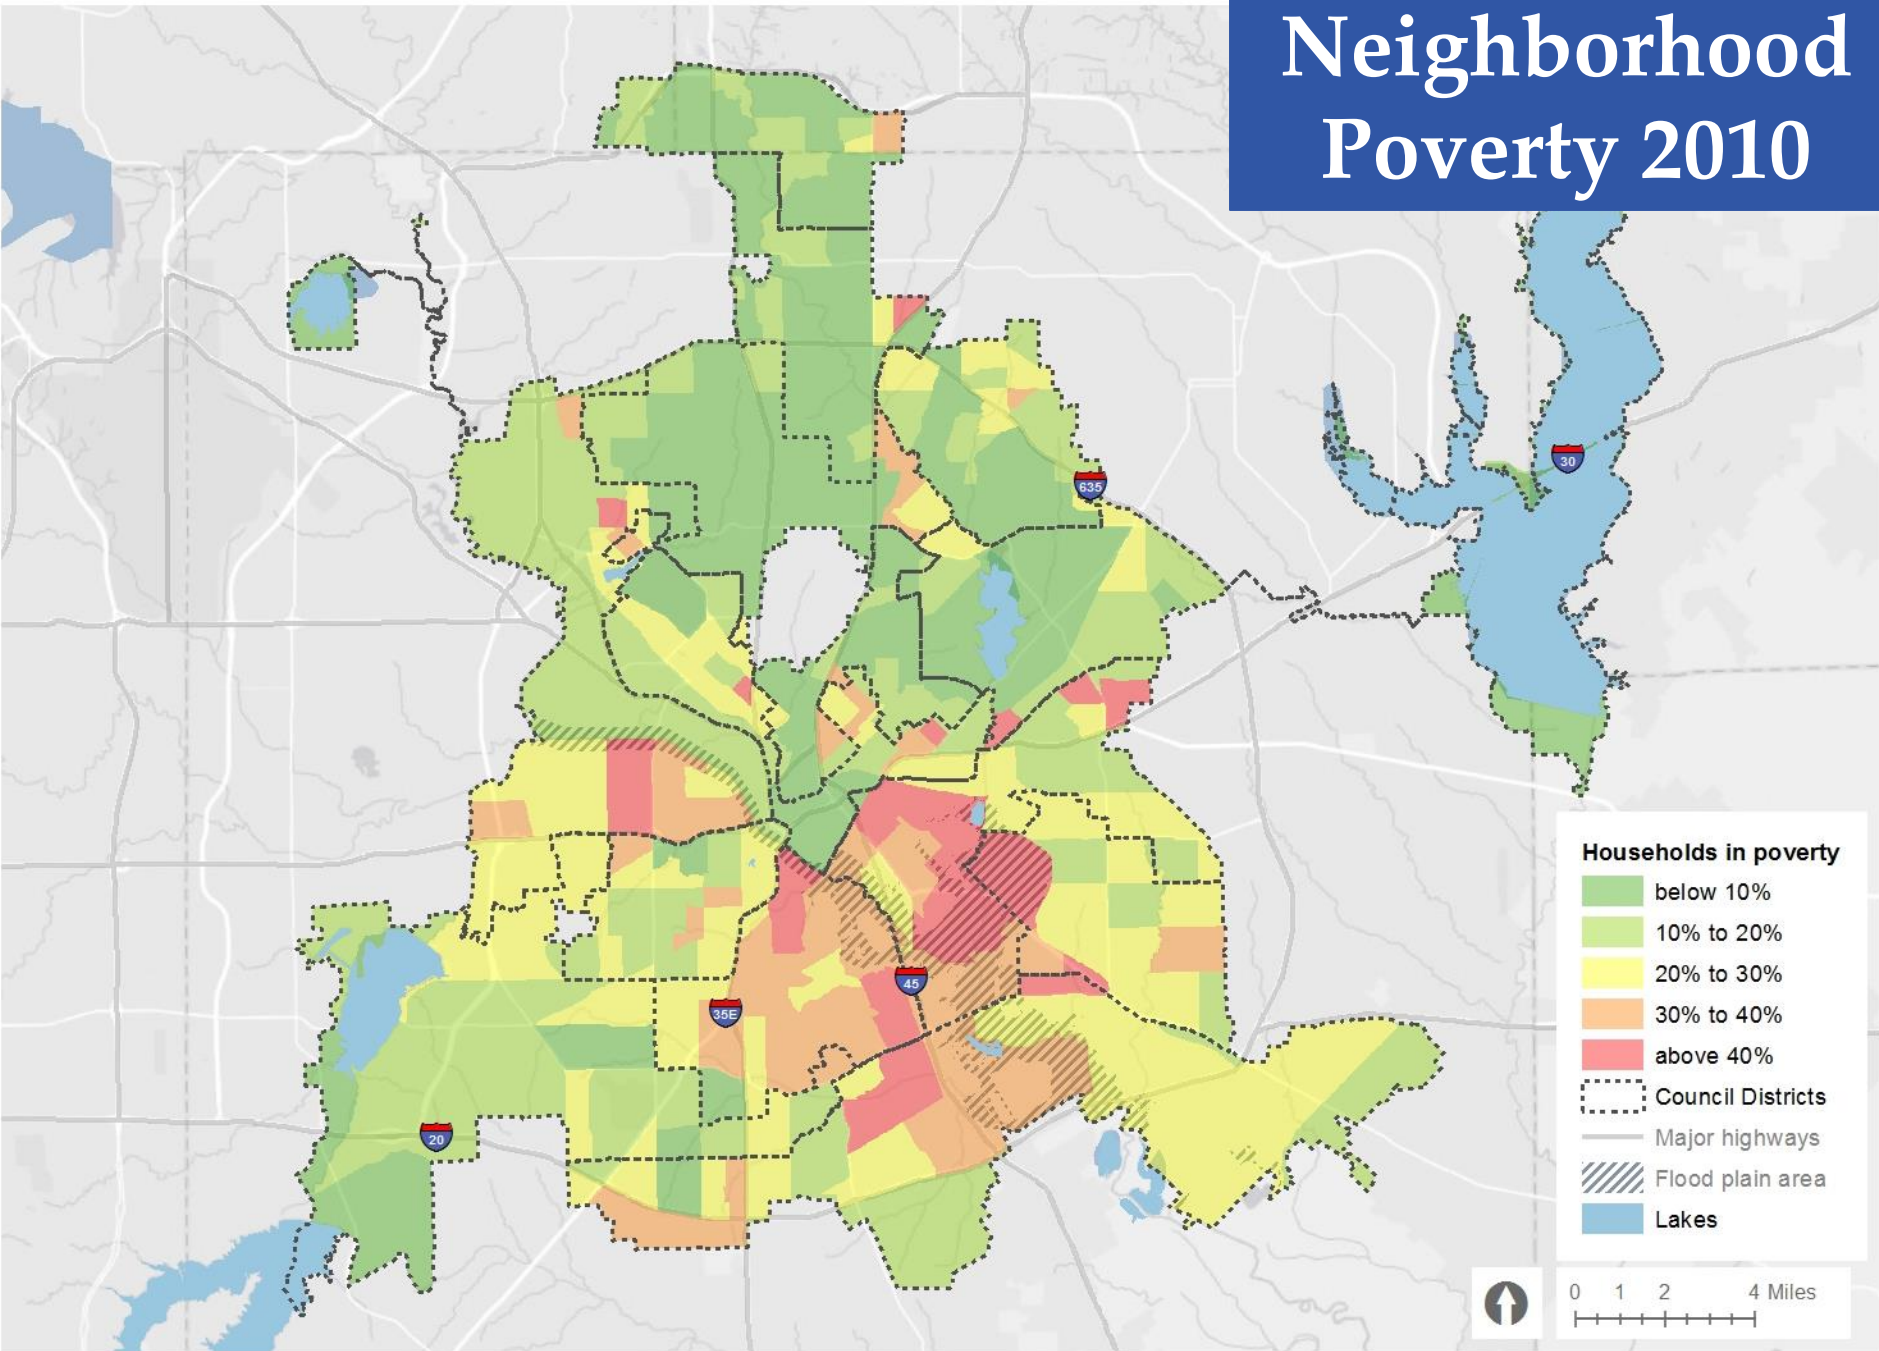 Neighborhood
Poverty 2010
30
635
45
35E
20
Households in poverty
below 10%
10% to 20%
20% to 30%
30% to 40%
above 40%
Council Districts
Major highways
Flood plain area
Lakes
0 1 2 4 Miles